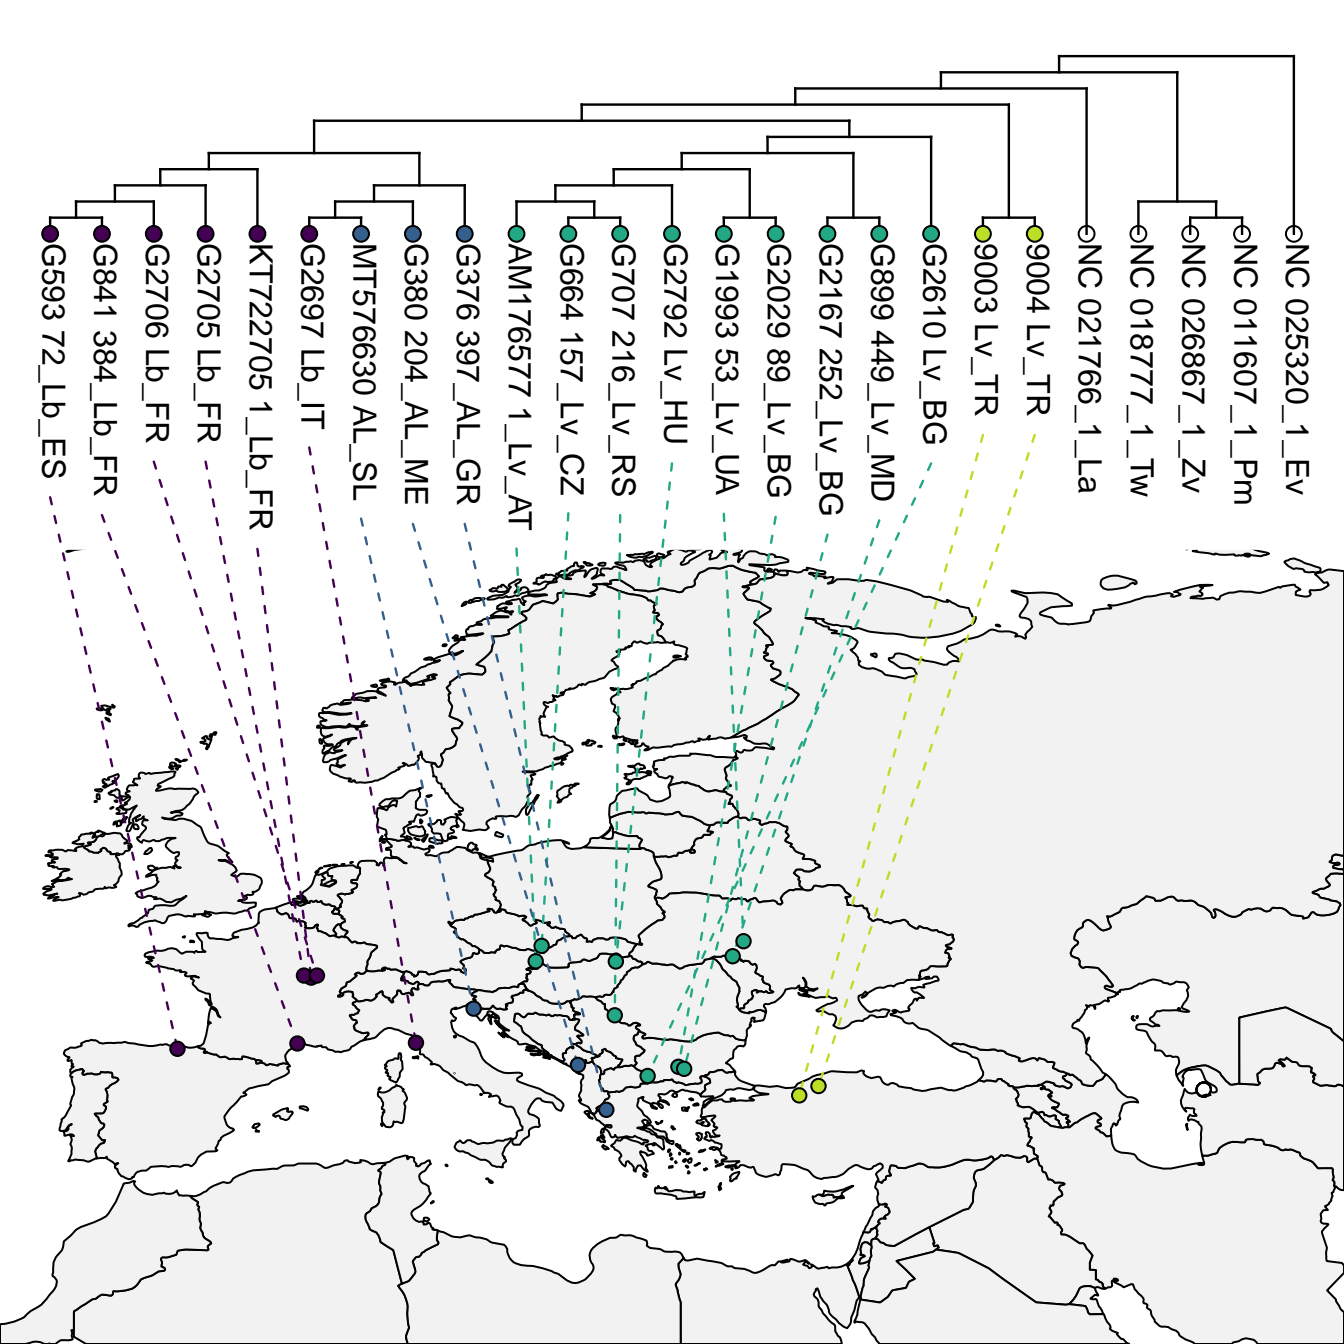 G593 72_Lb_ES
G841 384_Lb_FR
G2706 Lb_FR
G2705 Lb_FR
KT722705 1_Lb_FR
G2697 Lb_IT
MT576630 AL_SL
G380 204_AL_ME
G376 397_AL_GR
AM176577 1_Lv_AT
G664 157_Lv_CZ
G707 216_Lv_RS
G2792 Lv_HU
G1993 53_Lv_UA
G2029 89_Lv_BG
G2167 252_Lv_BG
G899 449_Lv_MD
G2610 Lv_BG
9003 Lv_TR
9004 Lv_TR
NC 021766_1_La
NC 018777_1_Tw
NC 026867_1_Zv
NC 011607_1_Pm
NC 025320_1_Ev